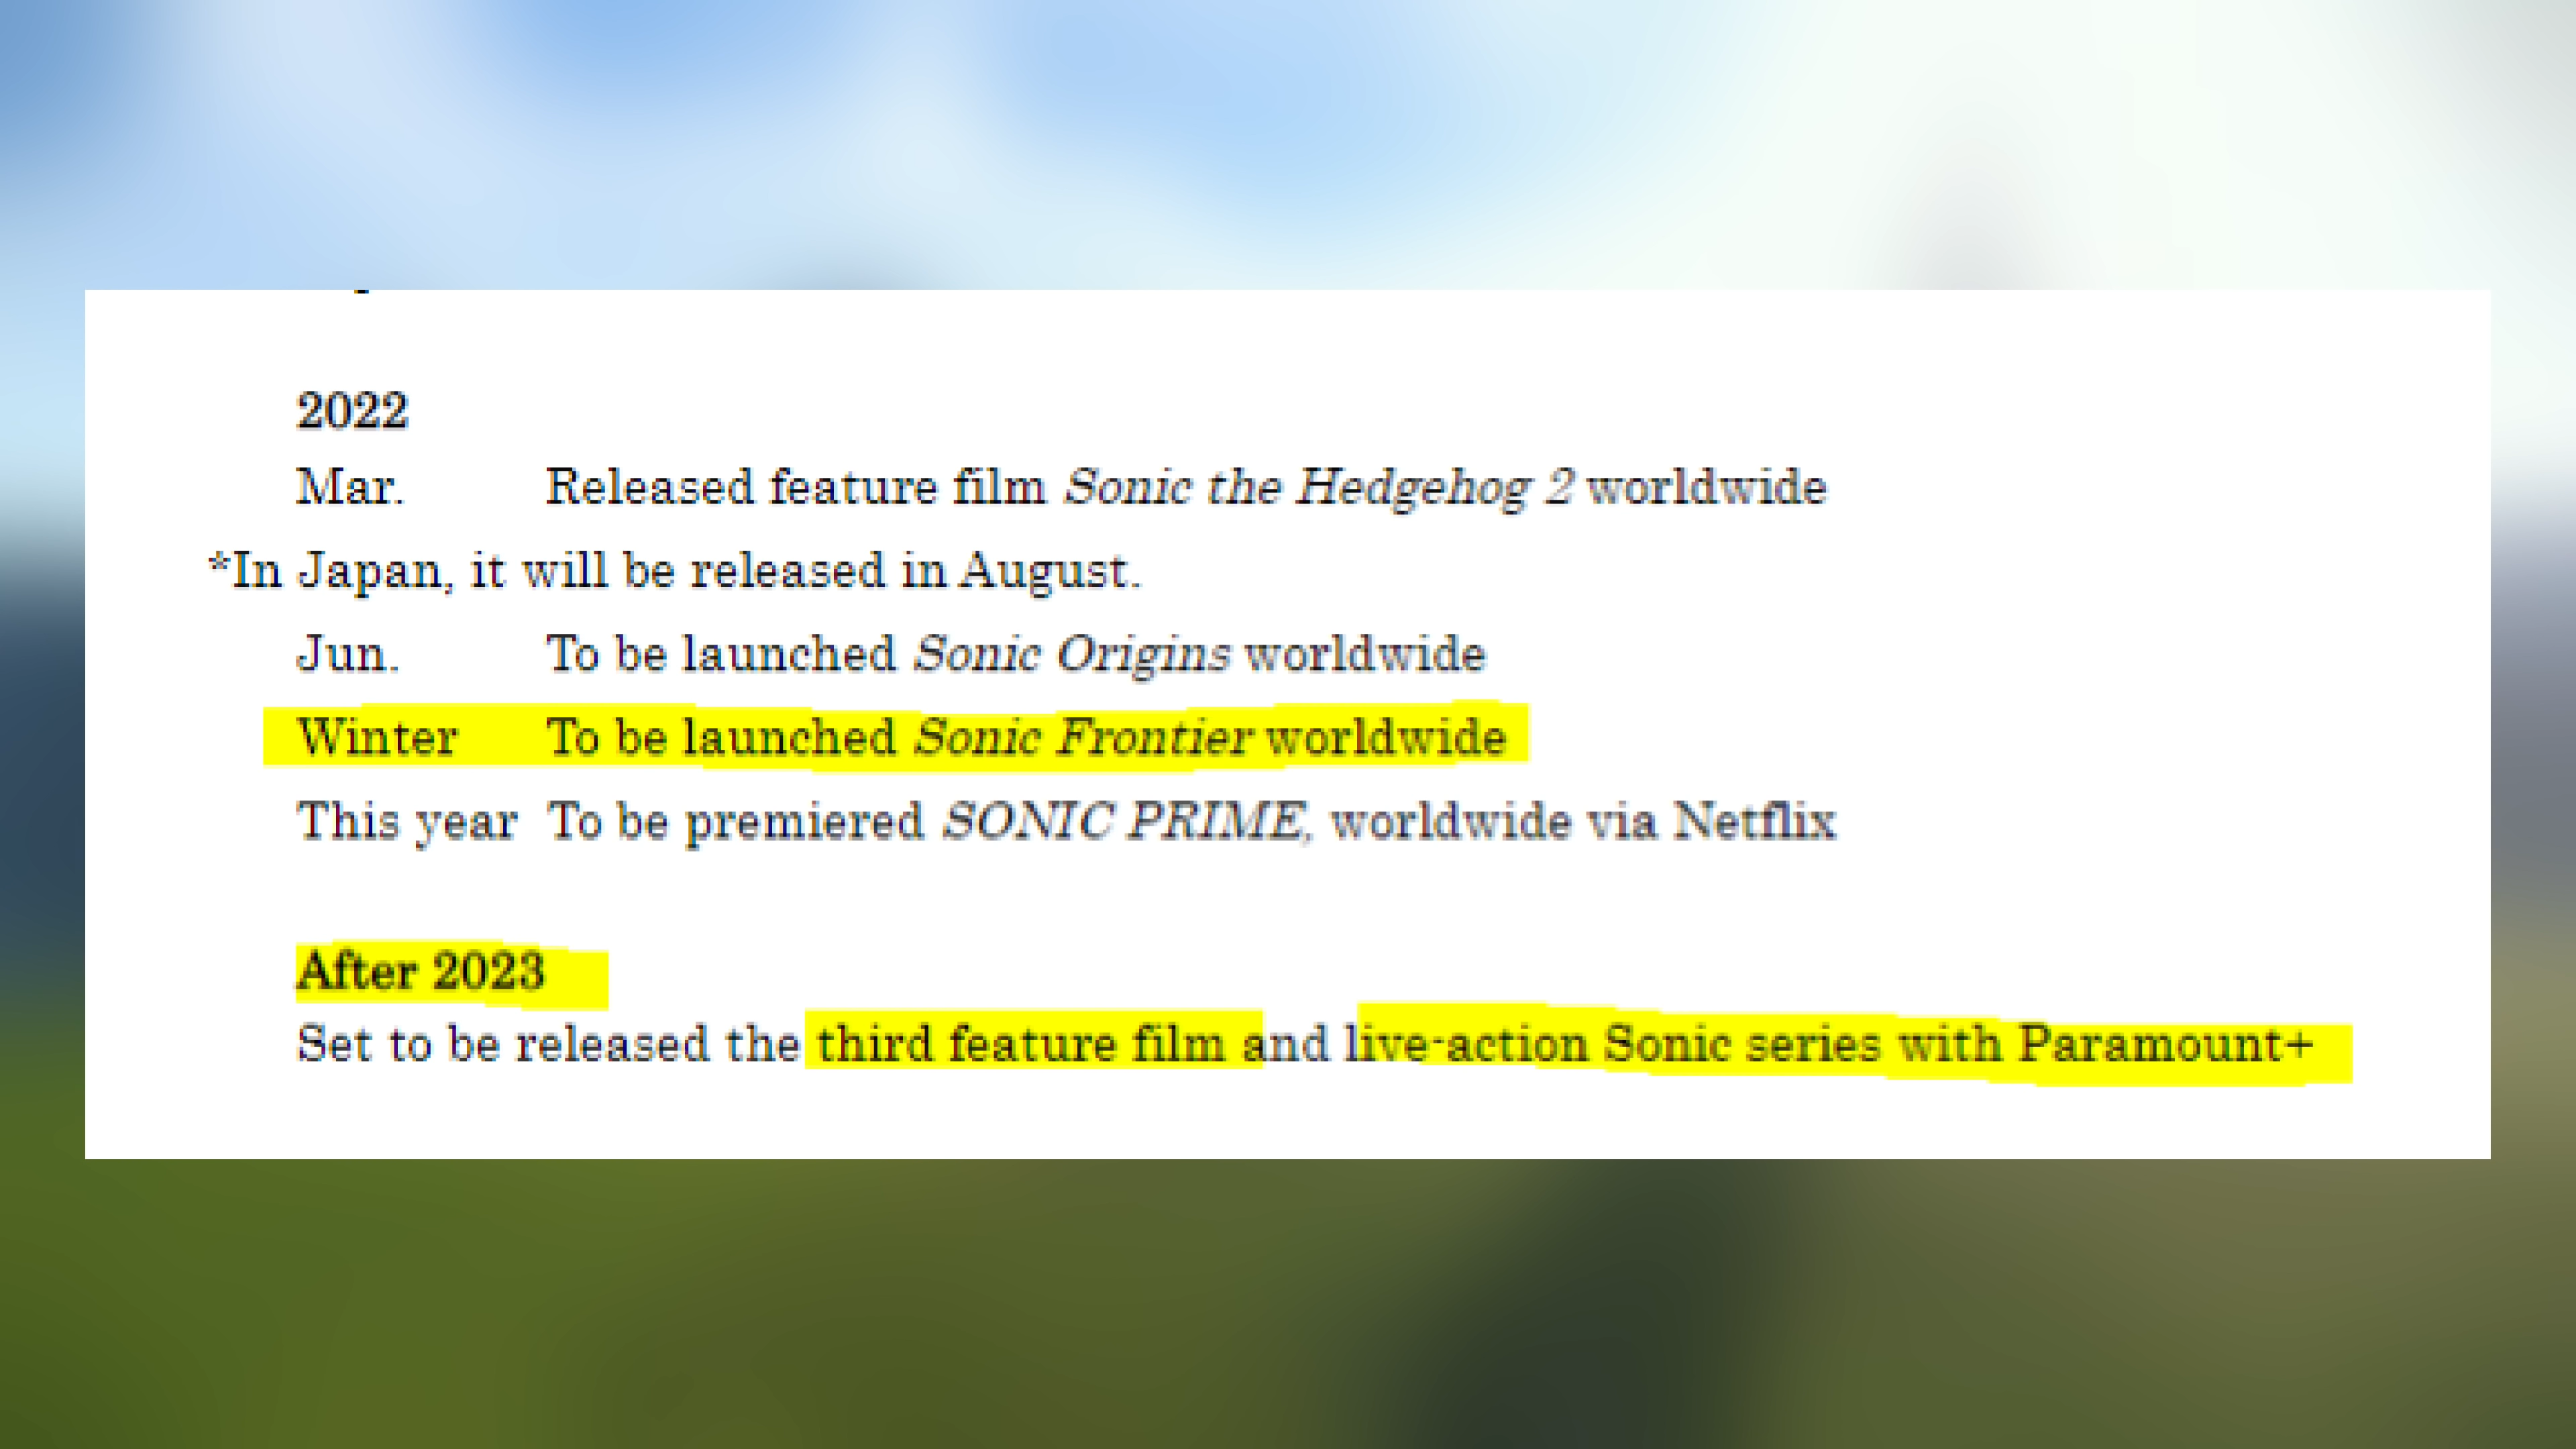 2022
Mar. Released feature film Sonic the Hedgehog 2 worldwide
*In Japan, it will be released in August.
Jun. To be launched Sonic Origins worldwide
Winter To be launched Sonic Frontier worldwide
This year To be premiered SONIC PRIME, worldwide via Netflix
After 2023
Set to be released the third feature film and live-action Sonic series with Paramount+